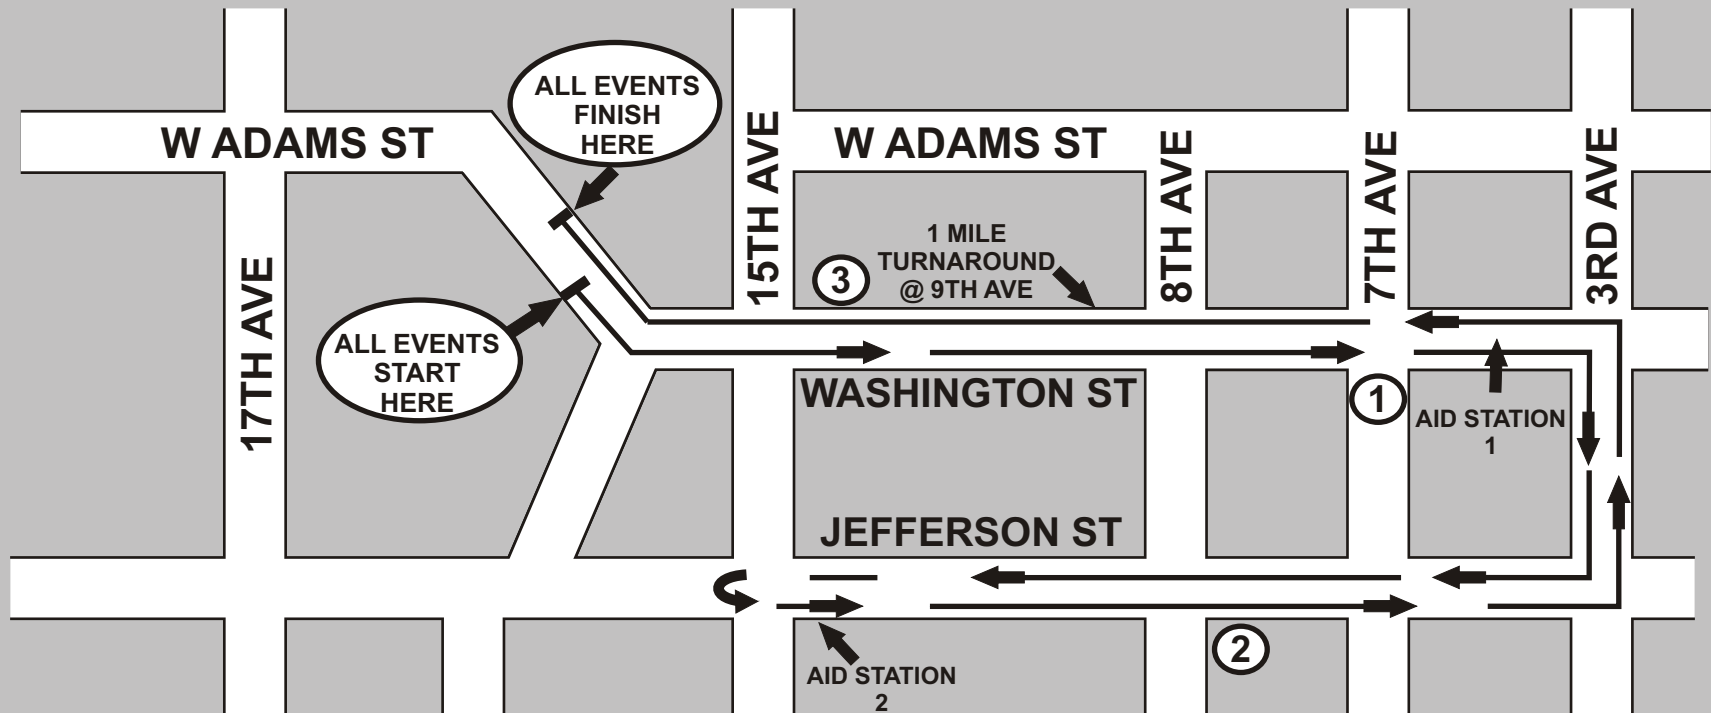 ALL EVENTS
FINISH
HERE
W ADAMS ST
W ADAMS ST
15TH AVE
8TH AVE
7TH AVE
3RD AVE
17TH AVE
1 MILE
TURNAROUND
@ 9TH AVE
3
ALL EVENTS
START
HERE
WASHINGTON ST
1
AID STATION
1
JEFFERSON ST
2
AID STATION
2